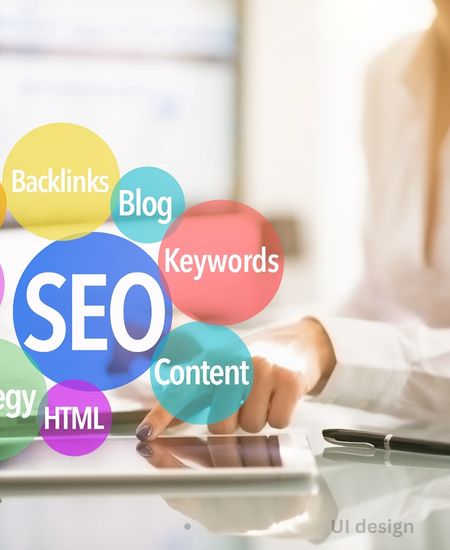 Backlinks
Blog
Keywords
SEO
Content
egy
HTML
UI design